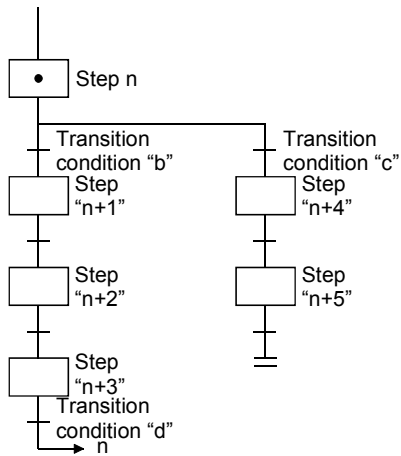 Step n
Transition
condition “b”
Transition
condition “c”
Step
“n+1”
Step
“n+4”
Step
“n+2”
Step
“n+5”
Step
“n+3”
Transition
condition “d”
n